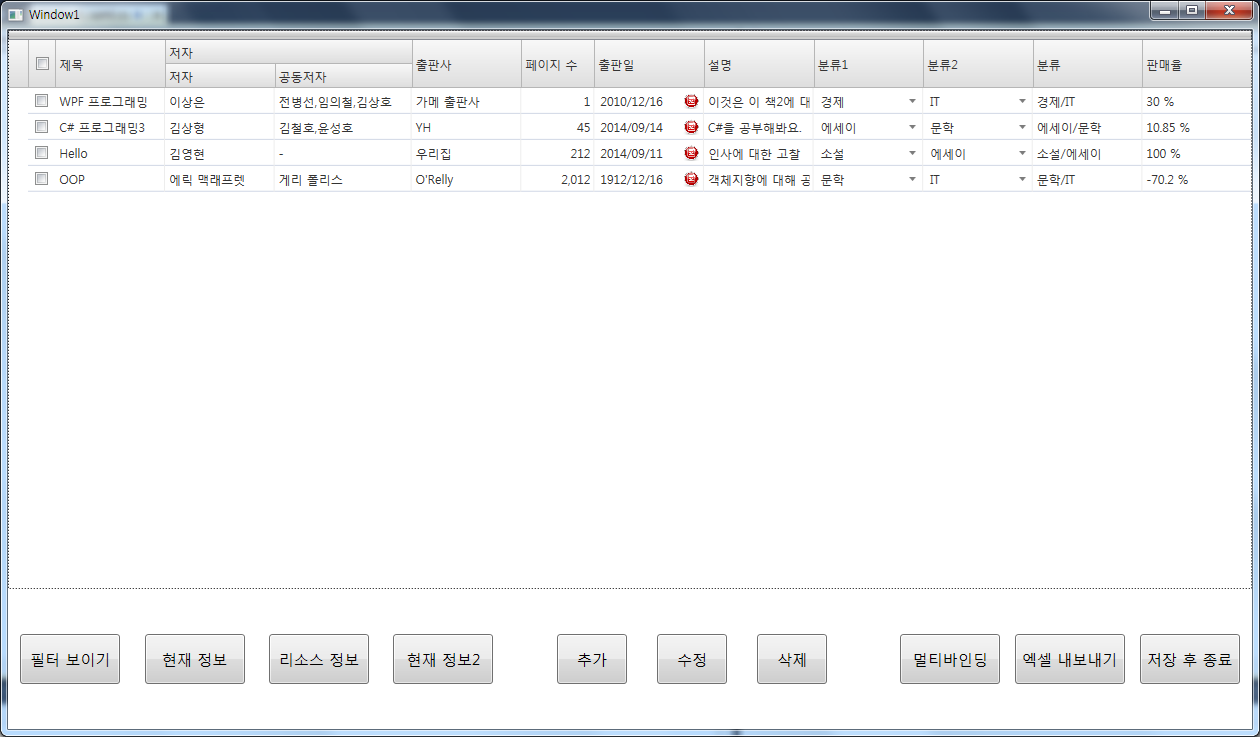 Window1
제목 저자 출판사 페이지 수 출판일 설명 분류1 분류2 분류 판매율
저자 공동저자
WPF 프로그래밍 이상은 전병선,임의철,김상호 가메 출판사 1 2010/12/16 이것은 이 책2에 대 경제 IT 경제/IT 30 %
C# 프로그래밍3 김상형 김철호,윤성호 YH 45 2014/09/14 C#을 공부해봐요. 에세이 문학 에세이/문학 10.85 %
Hello 김영현 - 우리집 212 2014/09/11 인사에 대한 고찰 소설 에세이 소설/에세이 100 %
OOP 에릭 맥래프렛 게리 폴리스 O'Relly 2,012 1912/12/16 객체지향에 대해 공 문학 IT 문학/IT -70.2 %
필터 보이기 현재 정보 리소스 정보 현재 정보2 추가 수정 삭제 멀티바인딩 엑셀 내보내기 저장 후 종료